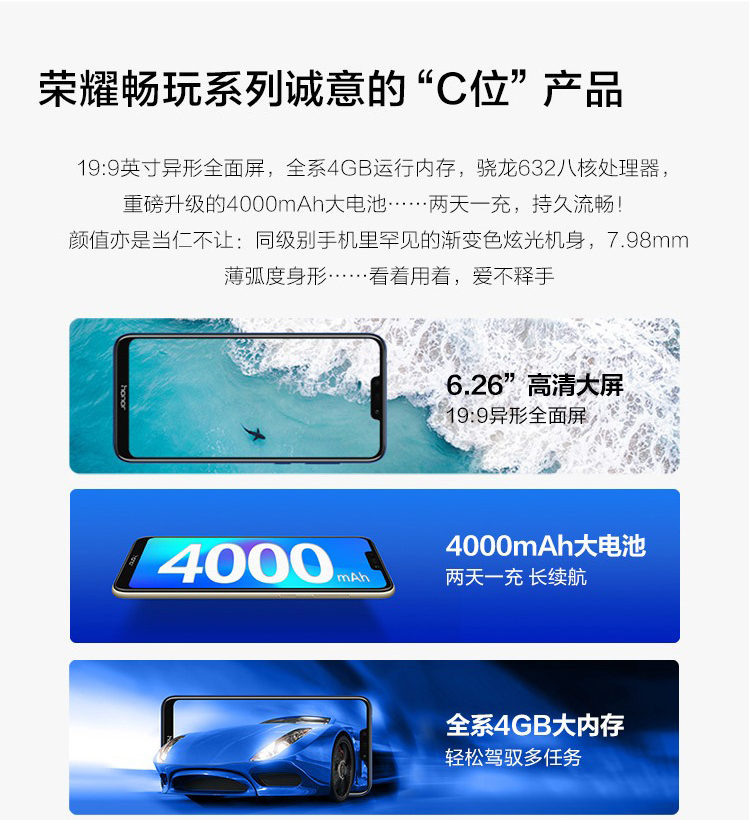 荣耀畅玩系列诚意的“C位”产品
19:9英寸异形全面屏，全系4GB运行内存，骁龙632八核处理器，
重磅升级的4000mAh大电池……两天一充，持久流畅！
颜值亦是当仁不让：同级别手机里罕见的渐变色炫光机身，7.98mm
薄弧度身形……看着用着，爱不释手
honor
6.26” 高清大屏
19:9异形全面屏
4000mAh
4000mAh大电池
两天一充 长续航
全系4GB大内存
轻松驾驭多任务